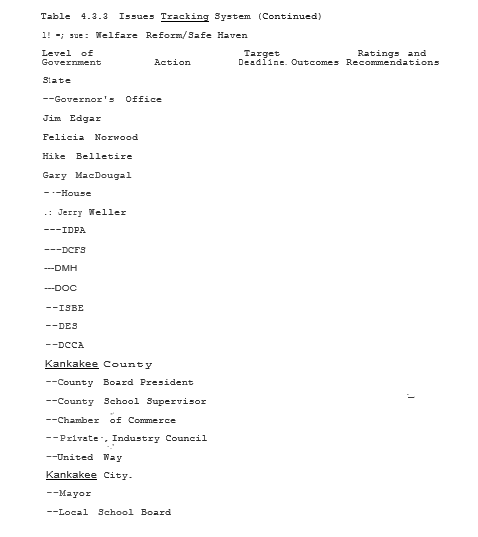 Table 4.3.3 Issues Tracking System (Continued)
l! =; sue: Welfare Reform/Safe Haven
Level of Target Ratings and
Government Action Deadline Outcomes Recommendations
State
--Governor's Office
Jim Edgar
Felicia Norwood
Hike Belletire
Gary MacDougal
--House
.: Jerry Weller
---IDPA
---DCFS
---DMH
---DOC
--ISBE
--DES
--DCCA
Kankakee County
--County Board President
--County School Supervisor
--Chamber of Commerce
--Private , Industry Council
--United Way
Kankakee City.
--Mayor
--Local School Board